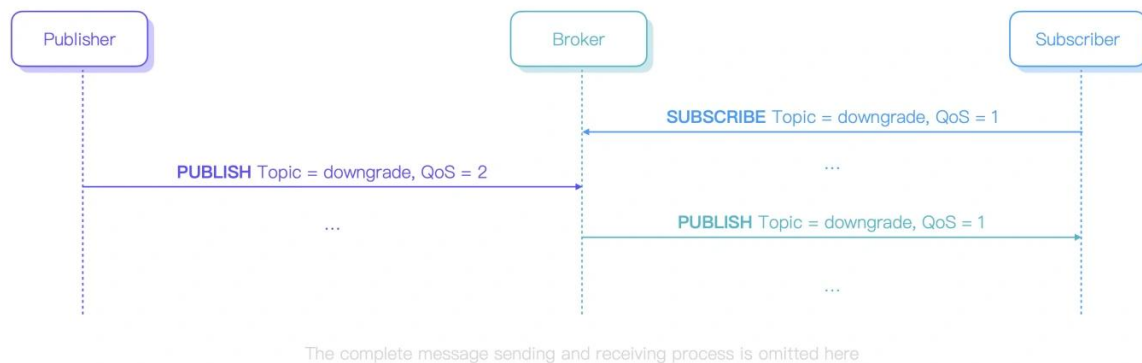 Publisher
Broker
Subscriber
SUBSCRIBE Topic = downgrade, QoS = 1
...
PUBLISH Topic = downgrade, QoS = 2
...
PUBLISH Topic = downgrade, QoS = 1
...
The complete message sending and receiving process is omitted here